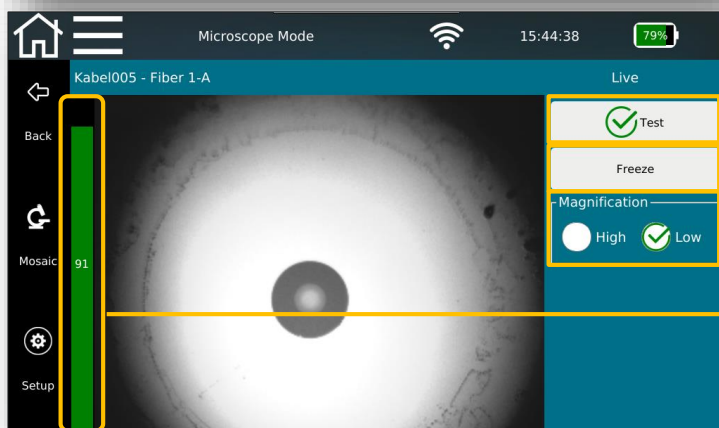 Microscope Mode
15:44:38
79%
Kabel005 - Fiber 1-A
Live
Back
Test
Freeze
Magnification
High
Low
Mosaic
91
Setup